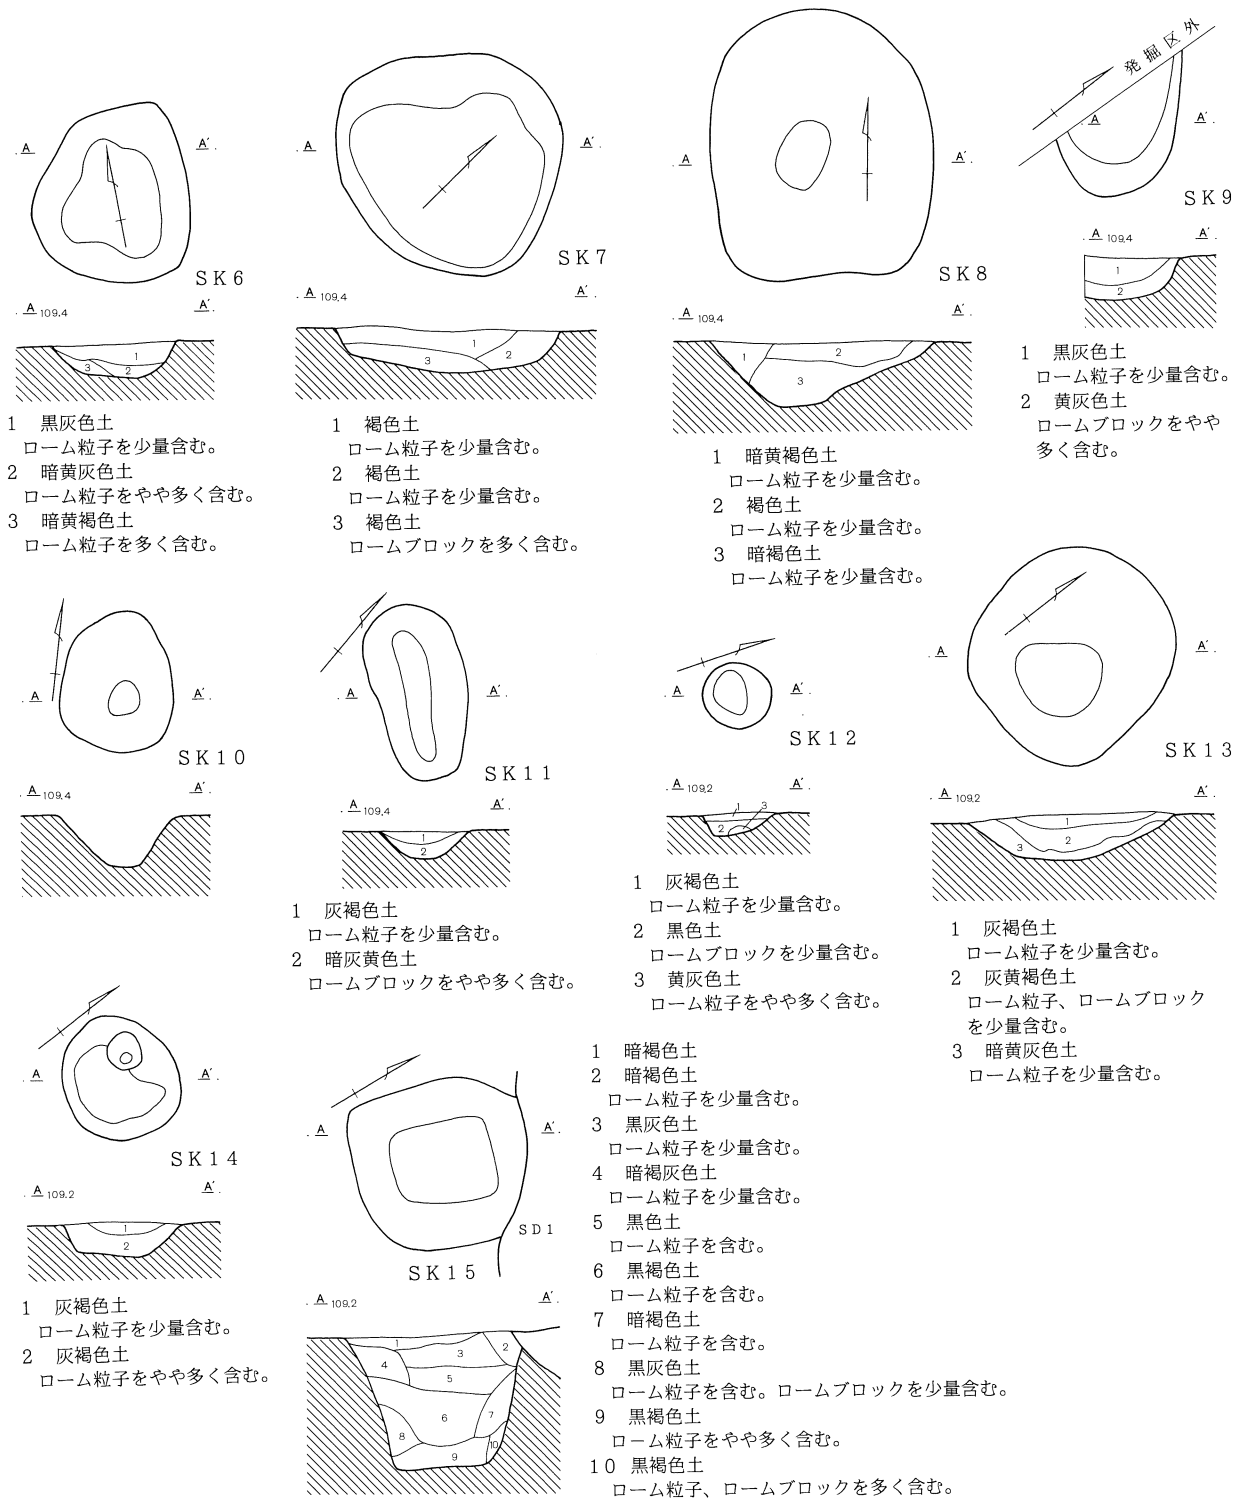 A A′
SK6
A 109.4 A′
1 2 3
1 黒灰色土
ローム粒子を少量含む。
2 暗黄灰色土
ローム粒子をやや多く含む。
3 暗黄褐色土
ローム粒子を多く含む。
A A′
SK7
A 109.4 A′
1 2 3
1 褐色土
ローム粒子を少量含む。
2 褐色土
ローム粒子を少量含む。
3 褐色土
ロームブロックを多く含む。
A A′
SK8
A 109.4 A′
1 2 3
1 暗黄褐色土
ローム粒子を少量含む。
2 褐色土
ローム粒子を少量含む。
3 暗褐色土
ローム粒子を少量含む。
発掘区外
A A′
SK9
A 109.4 A′
1 2
1 黒灰色土
ローム粒子を少量含む。
2 黄灰色土
ロームブロックをやや
多く含む。
A A′
SK10
A 109.4 A′
A A′
SK11
A 109.4 A′
1 2
1 灰褐色土
ローム粒子を少量含む。
2 暗灰黄色土
ロームブロックをやや多く含む。
A A′
SK12
A 109.2 A′
1 2 3
1 灰褐色土
ローム粒子を少量含む。
2 黒色土
ロームブロックを少量含む。
3 黄灰色土
ローム粒子をやや多く含む。
A A′
SK13
A 109.2 A′
1 2 3
1 灰褐色土
ローム粒子を少量含む。
2 灰黄褐色土
ローム粒子、ロームブロック
を少量含む。
3 暗黄灰色土
ローム粒子を少量含む。
A A′
SK14
A 109.2 A′
1 2
1 灰褐色土
ローム粒子を少量含む。
2 灰褐色土
ローム粒子をやや多く含む。
A A′
SD1
SK15
A 109.2 A′
1 2 3 4 5 6 7 8 9 10
1 暗褐色土
2 暗褐色土
ローム粒子を少量含む。
3 黒灰色土
ローム粒子を少量含む。
4 暗褐灰色土
ローム粒子を少量含む。
5 黒色土
ローム粒子を含む。
6 黒褐色土
ローム粒子を含む。
7 暗褐色土
ローム粒子を含む。
8 黒灰色土
ローム粒子を含む。ロームブロックを少量含む。
9 黒褐色土
ローム粒子をやや多く含む。
10 黒褐色土
ローム粒子、ロームブロックを多く含む。